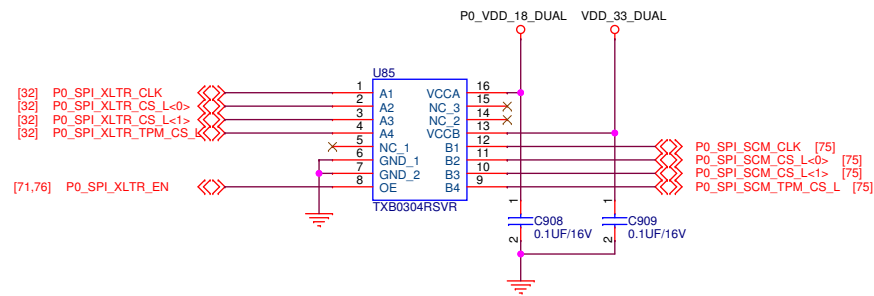 P0_VDD_18_DUAL VDD_33_DUAL
U85
[32] P0_SPI_XLTR_CLK 1 A1 VCCA 16
[32] P0_SPI_XLTR_CS_L<0> 2 A2 NC_3 15
[32] P0_SPI_XLTR_CS_L<1> 3 A3 NC_2 14
[32] P0_SPI_XLTR_TPM_CS_L 4 A4 VCCB 13
5 NC_1 B1 12 P0_SPI_SCM_CLK [75]
6 GND_1 B2 11 P0_SPI_SCM_CS_L<0> [75]
7 GND_2 B3 10 P0_SPI_SCM_CS_L<1> [75]
[71,76] P0_SPI_XLTR_EN 8 OE B4 9 P0_SPI_SCM_TPM_CS_L [75]
TXB0304RSVR
1 1
C908 C909
0.1UF/16V 0.1UF/16V
2 2